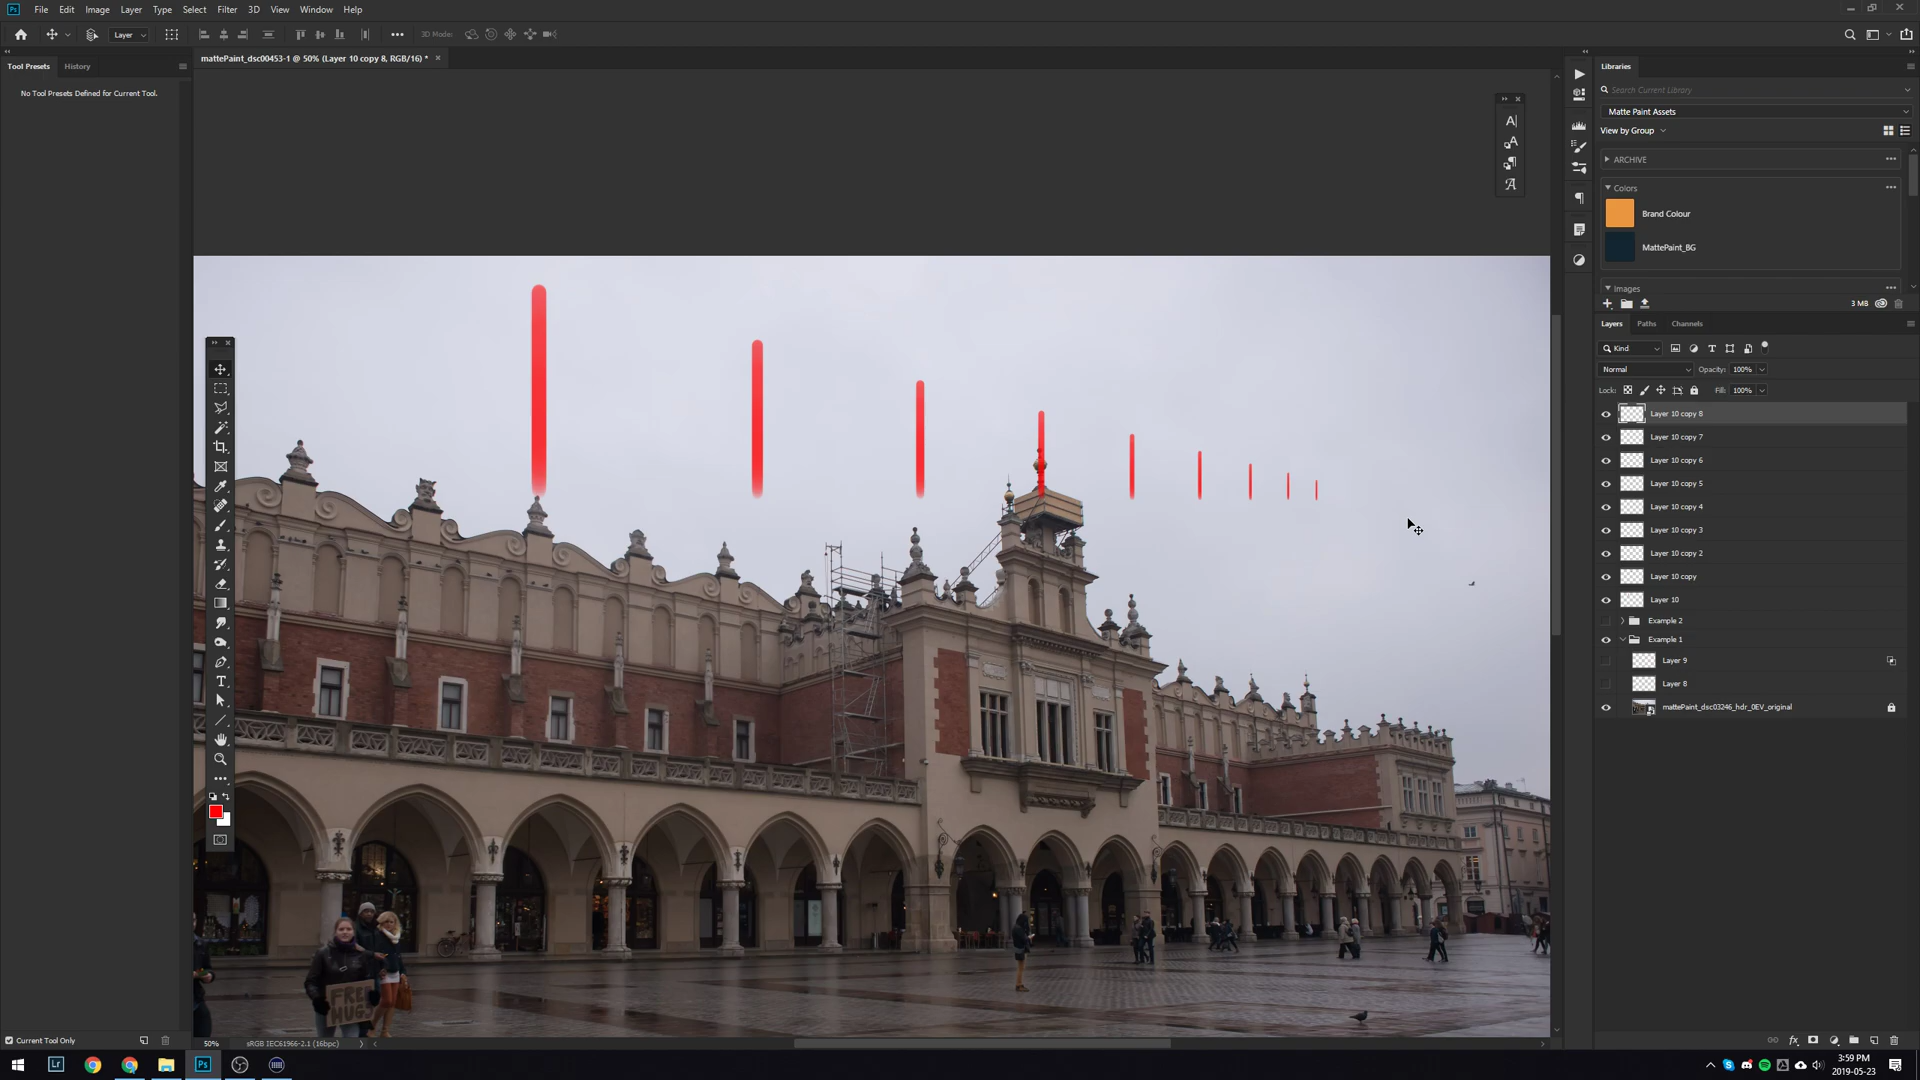 Ps File Edit Image Layer Type Select Filter 3D View Window Help
Layer 3D Mode:
Tool Presets History
No Tool Presets Defined for Current Tool.
mattePaint_dsc00453-1 @ 50% (Layer 10 copy 8, RGB/16) *
Libraries
Search Current Library
Matte Paint Assets
View by Group
ARCHIVE
Colors
Brand Colour
MattePaint_BG
Images
3 MB
Layers Paths Channels
Kind
Normal Opacity: 100%
Lock: Fill: 100%
Layer 10 copy 8
Layer 10 copy 7
Layer 10 copy 6
Layer 10 copy 5
Layer 10 copy 4
Layer 10 copy 3
Layer 10 copy 2
Layer 10 copy
Layer 10
Example 2
Example 1
Layer 9
Layer 8
mattePaint_dsc03246_hdr_0EV_original
FREE
HUGS
Current Tool Only
50% sRGB IEC61966-2.1 (16bpc)
Lr
Ps
3:59 PM
2019-05-23